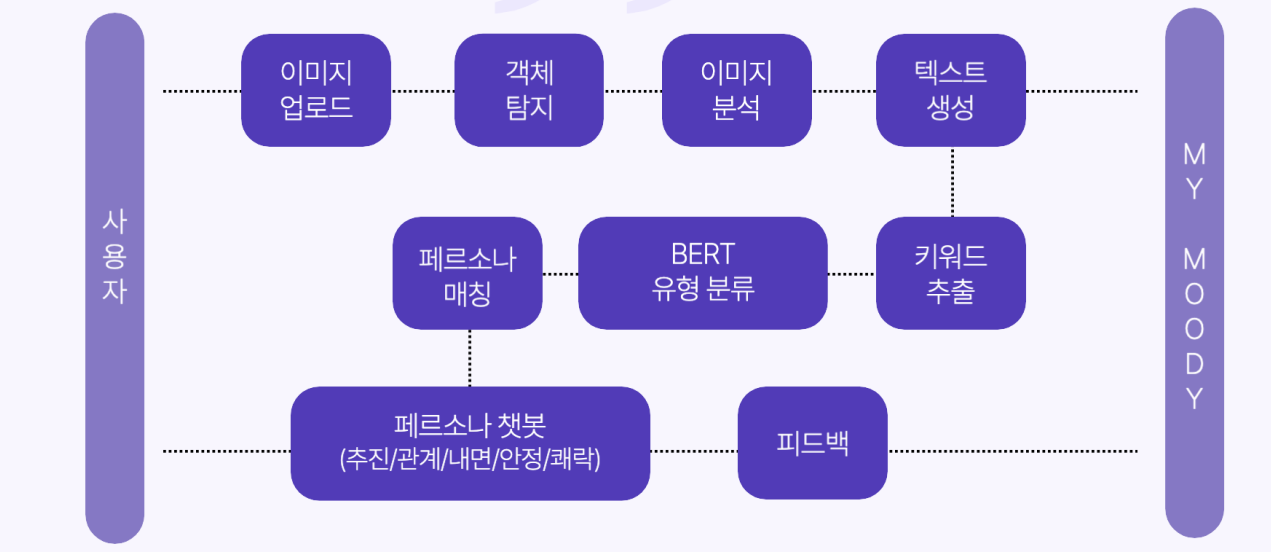 사용자
이미지
업로드
객체
탐지
이미지
분석
텍스트
생성
페르소나
매칭
BERT
유형 분류
키워드
추출
페르소나 챗봇
(추진/관계/내면/안정/쾌락)
피드백
MY MOODY